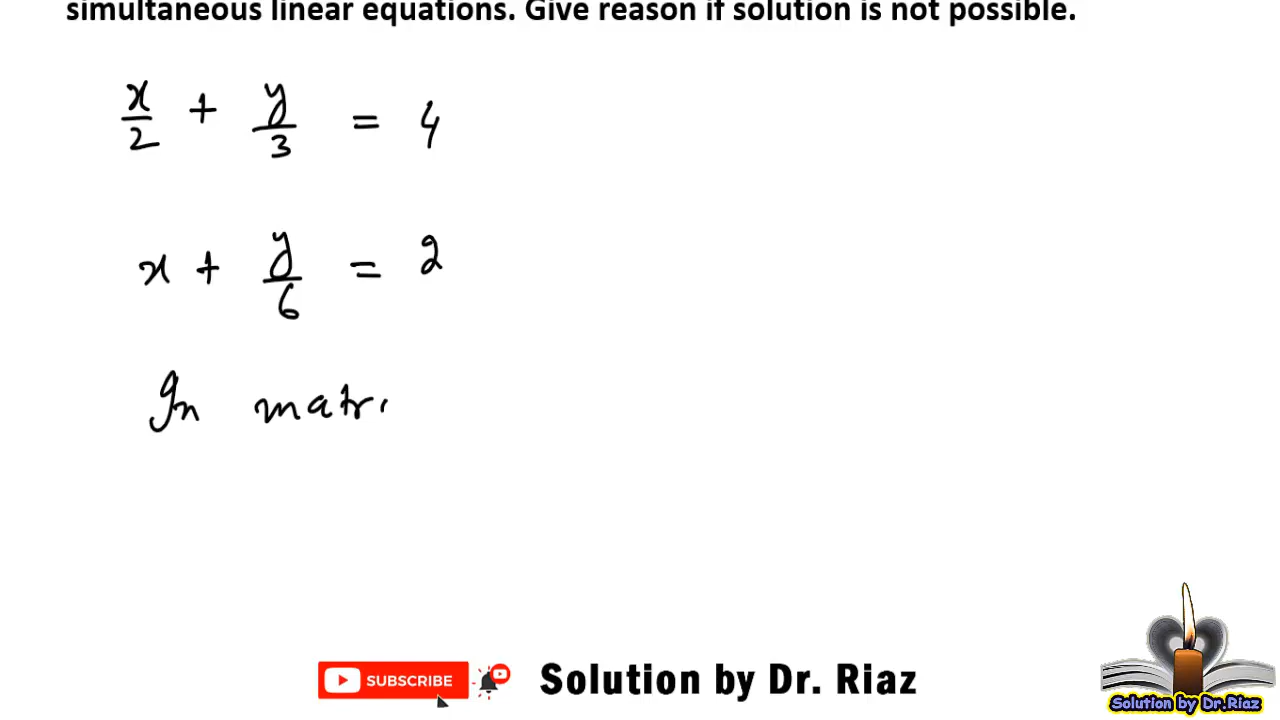 simultaneous linear equations. Give reason if solution is not possible.
x/2 + y/3 = 4
x + y/6 = 2
In matri
SUBSCRIBE
Solution by Dr. Riaz
Solution by Dr.Riaz